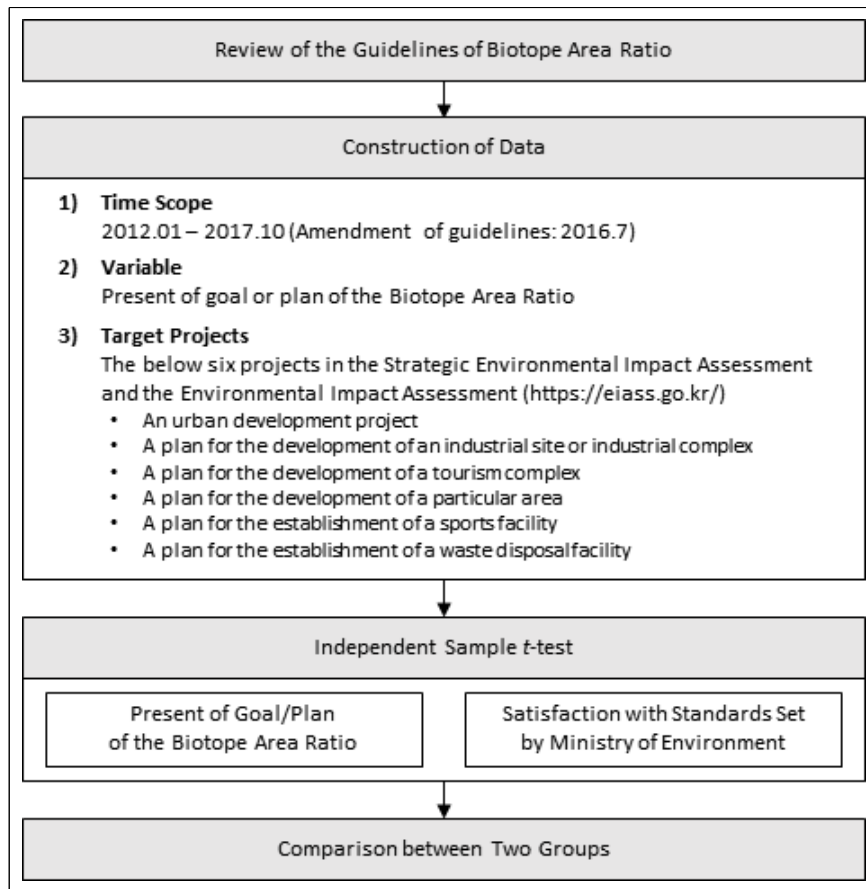 Review of the Guidelines of Biotope Area Ratio
Construction of Data
1) Time Scope
2012.01 – 2017.10 (Amendment of guidelines: 2016.7)
2) Variable
Present of goal or plan of the Biotope Area Ratio
3) Target Projects
The below six projects in the Strategic Environmental Impact Assessment
and the Environmental Impact Assessment (https://eiass.go.kr/)
• An urban development project
• A plan for the development of an industrial site or industrial complex
• A plan for the development of a tourism complex
• A plan for the development of a particular area
• A plan for the establishment of a sports facility
• A plan for the establishment of a waste disposal facility
Independent Sample t-test
Present of Goal/Plan
of the Biotope Area Ratio
Satisfaction with Standards Set
by Ministry of Environment
Comparison between Two Groups